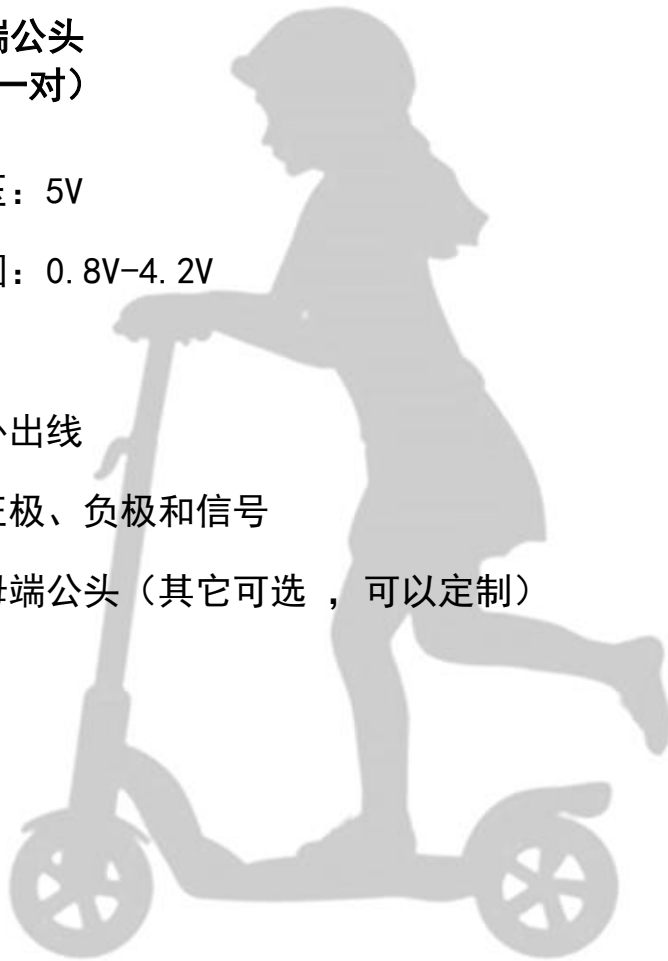 端公头
一对）
：5V
：0.8V-4.2V
出线
极、负极和信号
端公头（其它可选 ，可以定制）